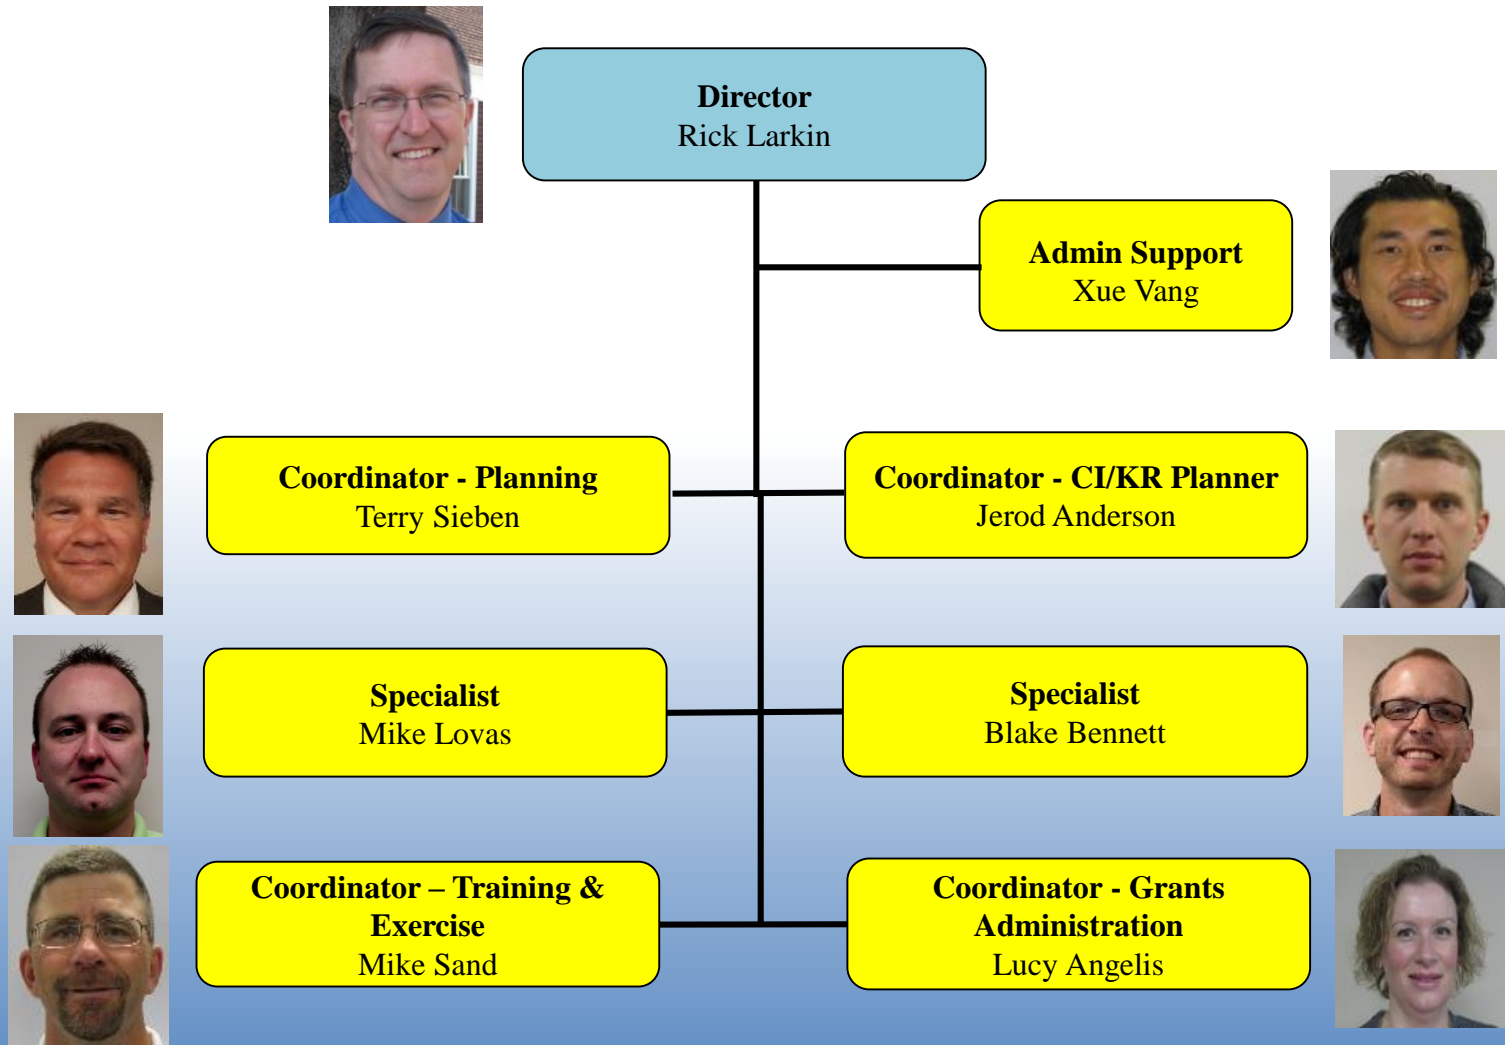 Director
Rick Larkin
Admin Support
Xue Vang
Coordinator - Planning
Terry Sieben
Coordinator - CI/KR Planner
Jerod Anderson
Specialist
Mike Lovas
Specialist
Blake Bennett
Coordinator – Training &
Exercise
Mike Sand
Coordinator - Grants
Administration
Lucy Angelis